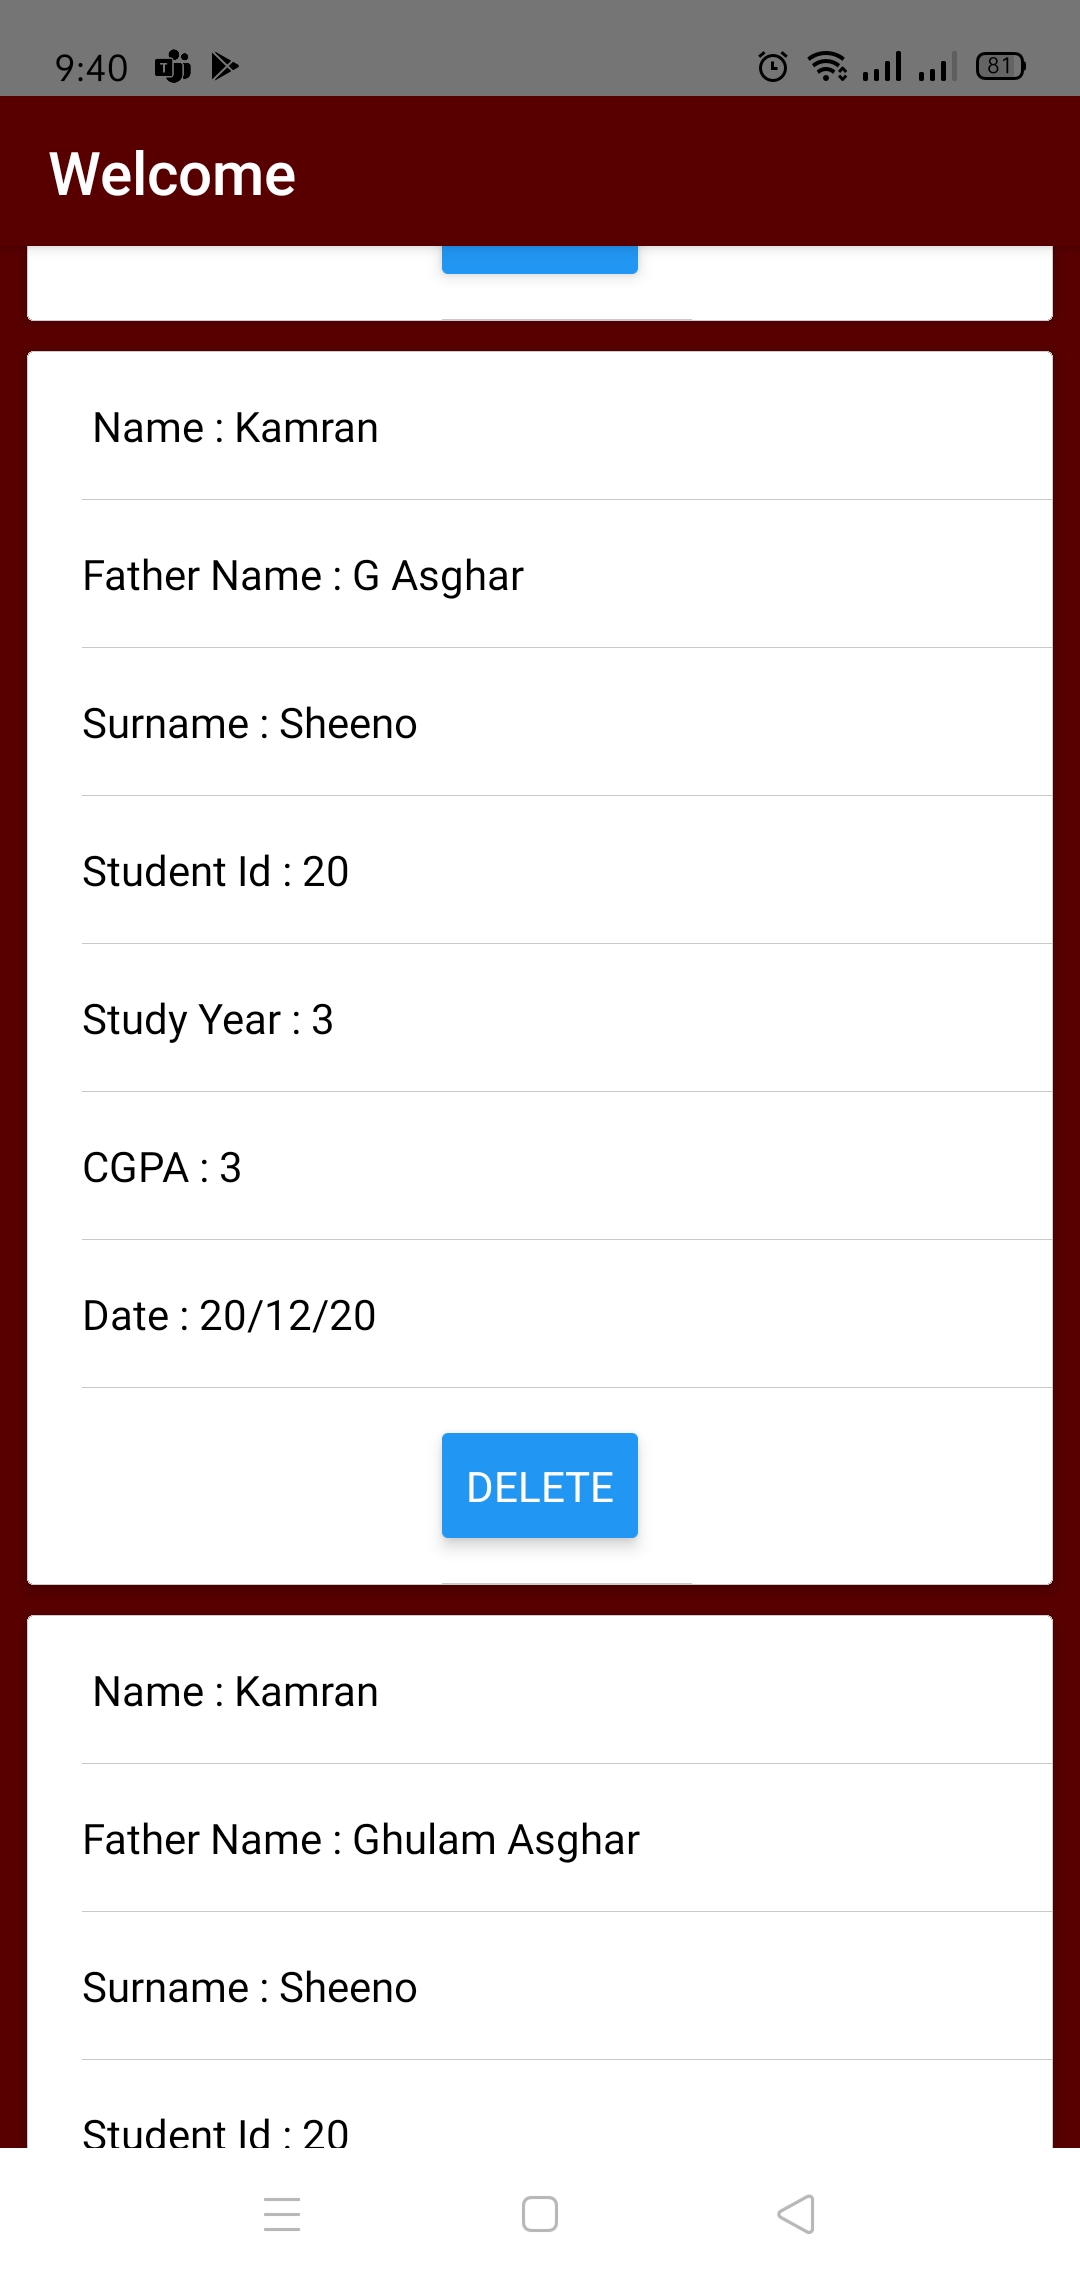 9:40
81
Welcome
Name : Kamran
Father Name : G Asghar
Surname : Sheeno
Student Id : 20
Study Year : 3
CGPA : 3
Date : 20/12/20
DELETE
Name : Kamran
Father Name : Ghulam Asghar
Surname : Sheeno
Student Id : 20